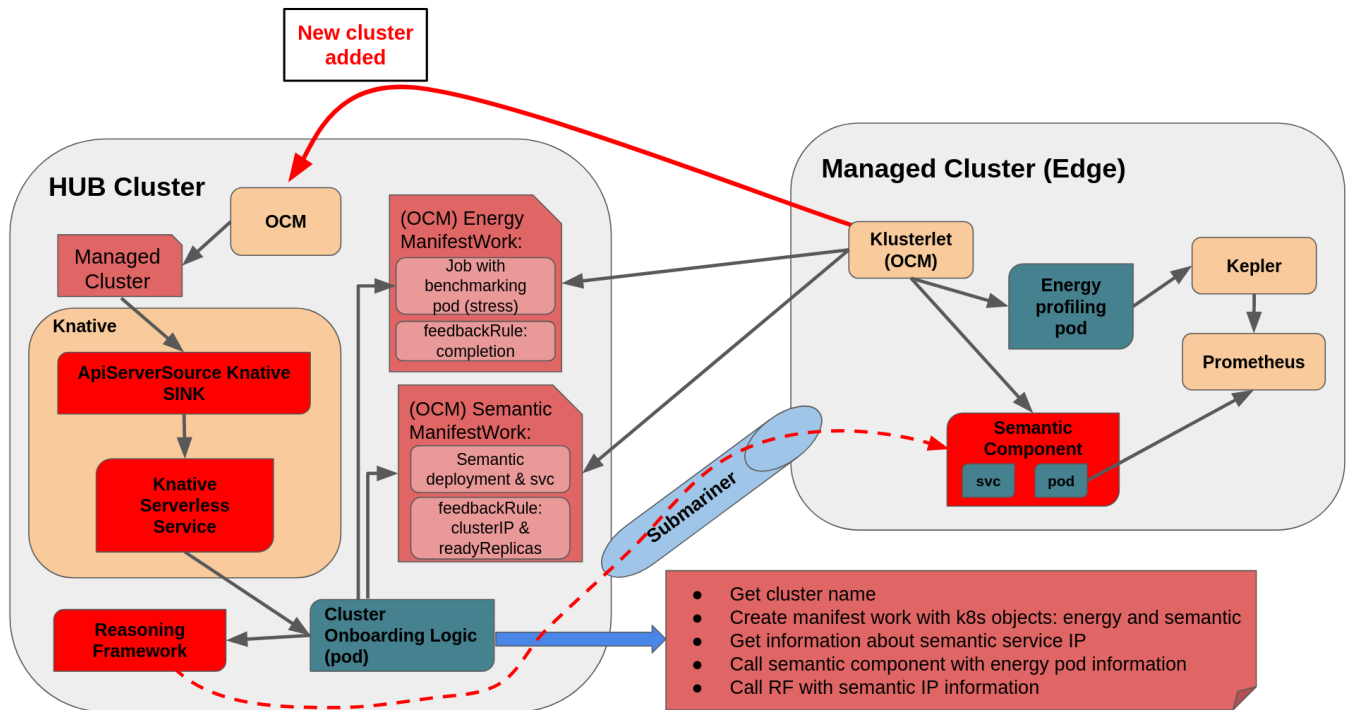 New cluster
added
HUB Cluster
OCM
Managed
Cluster
Knative
ApiServerSource Knative
SINK
Knative
Serverless
Service
Reasoning
Framework
Cluster
Onboarding Logic
(pod)
(OCM) Energy
ManifestWork:
Job with
benchmarking
pod (stress)
feedbackRule:
completion
(OCM) Semantic
ManifestWork:
Semantic
deployment & svc
feedbackRule:
clusterIP &
readyReplicas
Submariner
Managed Cluster (Edge)
Klusterlet
(OCM)
Energy
profiling
pod
Kepler
Prometheus
Semantic
Component
svc
pod
● Get cluster name
● Create manifest work with k8s objects: energy and semantic
● Get information about semantic service IP
● Call semantic component with energy pod information
● Call RF with semantic IP information